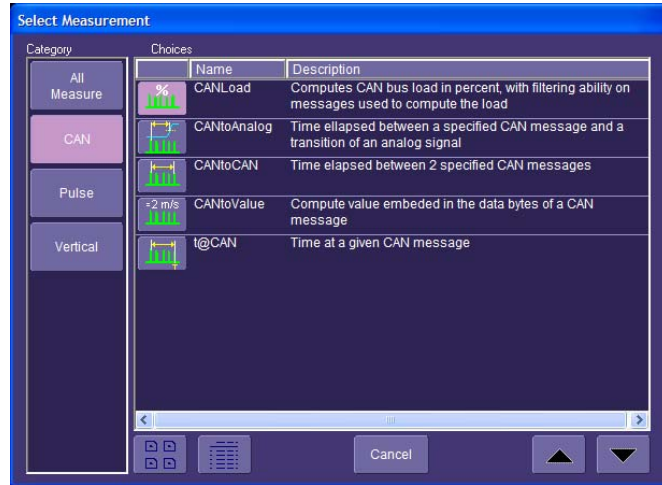 Select Measurement
Category
Choices
All
Measure
CAN
Pulse
Vertical
Name Description
% CANLoad Computes CAN bus load in percent, with filtering ability on
messages used to compute the load
CANtoAnalog Time ellapsed between a specified CAN message and a
transition of an analog signal
CANtoCAN Time elapsed between 2 specified CAN messages
=2 m/s CANtoValue Compute value embeded in the data bytes of a CAN
message
t@CAN Time at a given CAN message
Cancel